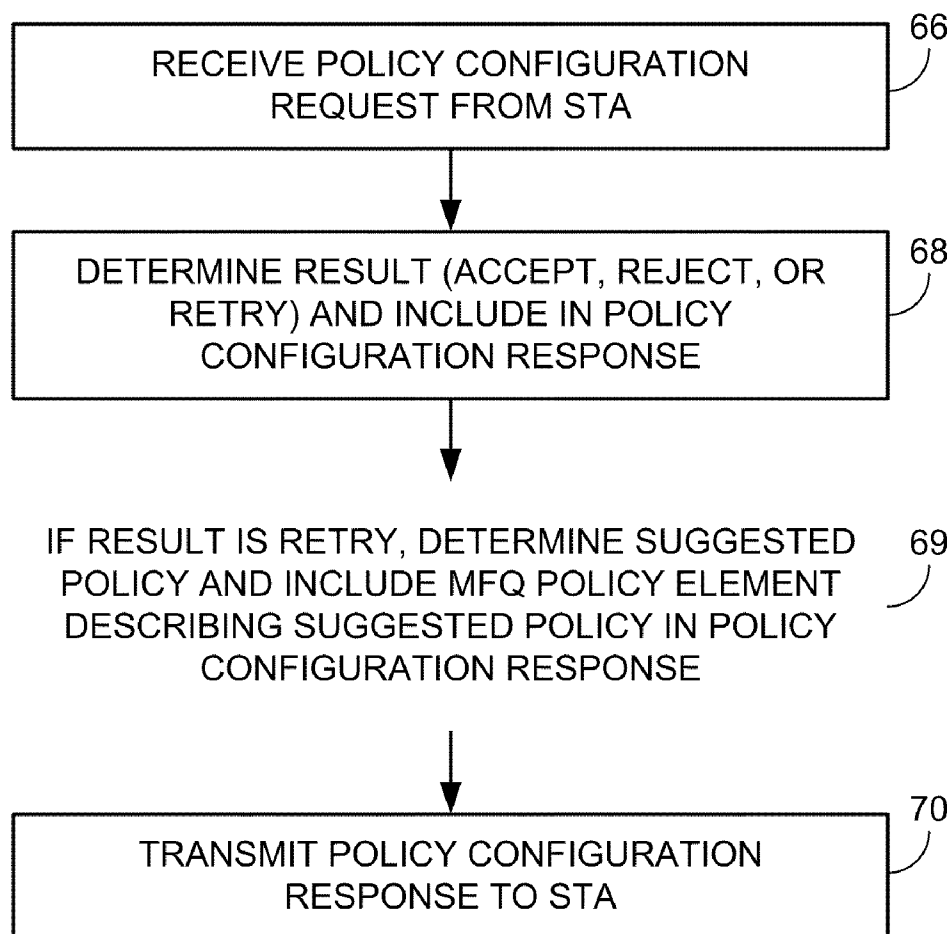 66
RECEIVE POLICY CONFIGURATION
REQUEST FROM STA
68
DETERMINE RESULT (ACCEPT, REJECT, OR
RETRY) AND INCLUDE IN POLICY
CONFIGURATION RESPONSE
69
IF RESULT IS RETRY, DETERMINE SUGGESTED
POLICY AND INCLUDE MFQ POLICY ELEMENT
DESCRIBING SUGGESTED POLICY IN POLICY
CONFIGURATION RESPONSE
70
TRANSMIT POLICY CONFIGURATION
RESPONSE TO STA